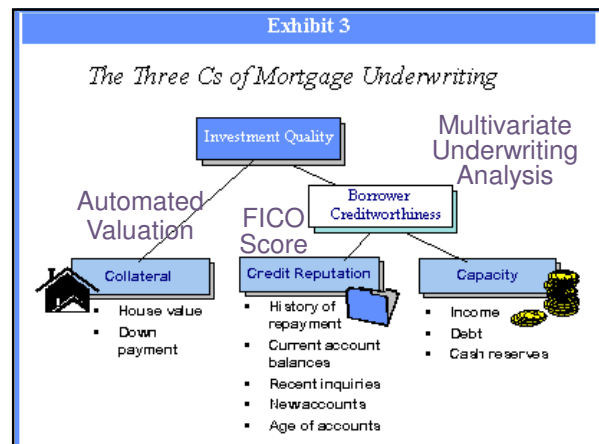 Exhibit 3
The Three Cs of Mortgage Underwriting
Investment Quality
Multivariate
Underwriting
Analysis
Automated
Valuation
FICO
Score
Borrower
Creditworthiness
Collateral
House value
Down
payment
Credit Reputation
History of
repayment
Current account
balances
Recent inquiries
New accounts
Age of accounts
Capacity
Income
Debt
Cash reserves